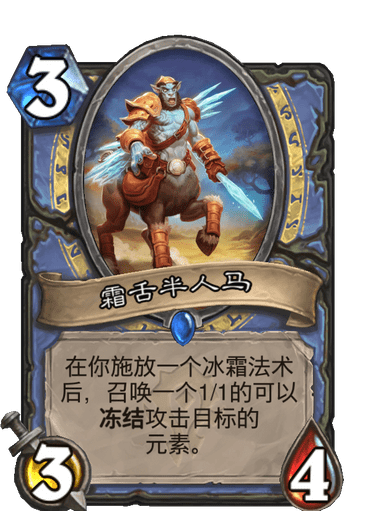 3
霜舌半人马
在你施放一个冰霜法术
后，召唤一个1/1的可以
冻结攻击目标的
元素。
3
4